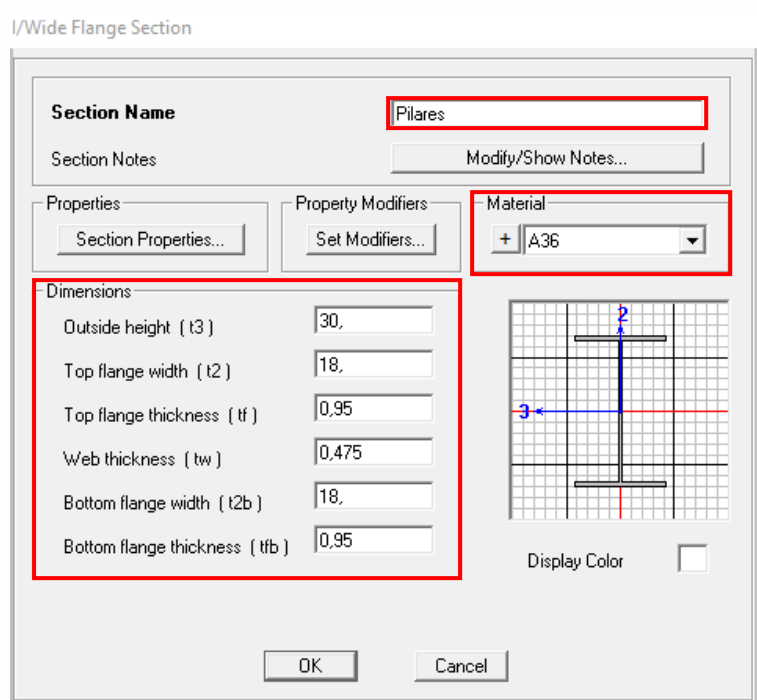 I/Wide Flange Section
Section Name
Pilares
Section Notes
Modify/Show Notes...
Properties
Section Properties...
Property Modifiers
Set Modifiers...
Material
+ A36
Dimensions
Outside height ( t3 )
30,
Top flange width ( t2 )
18,
Top flange thickness ( tf )
0,95
Web thickness ( tw )
0,475
Bottom flange width ( t2b )
18,
Bottom flange thickness ( tfb )
0,95
2
3
Display Color
OK
Cancel